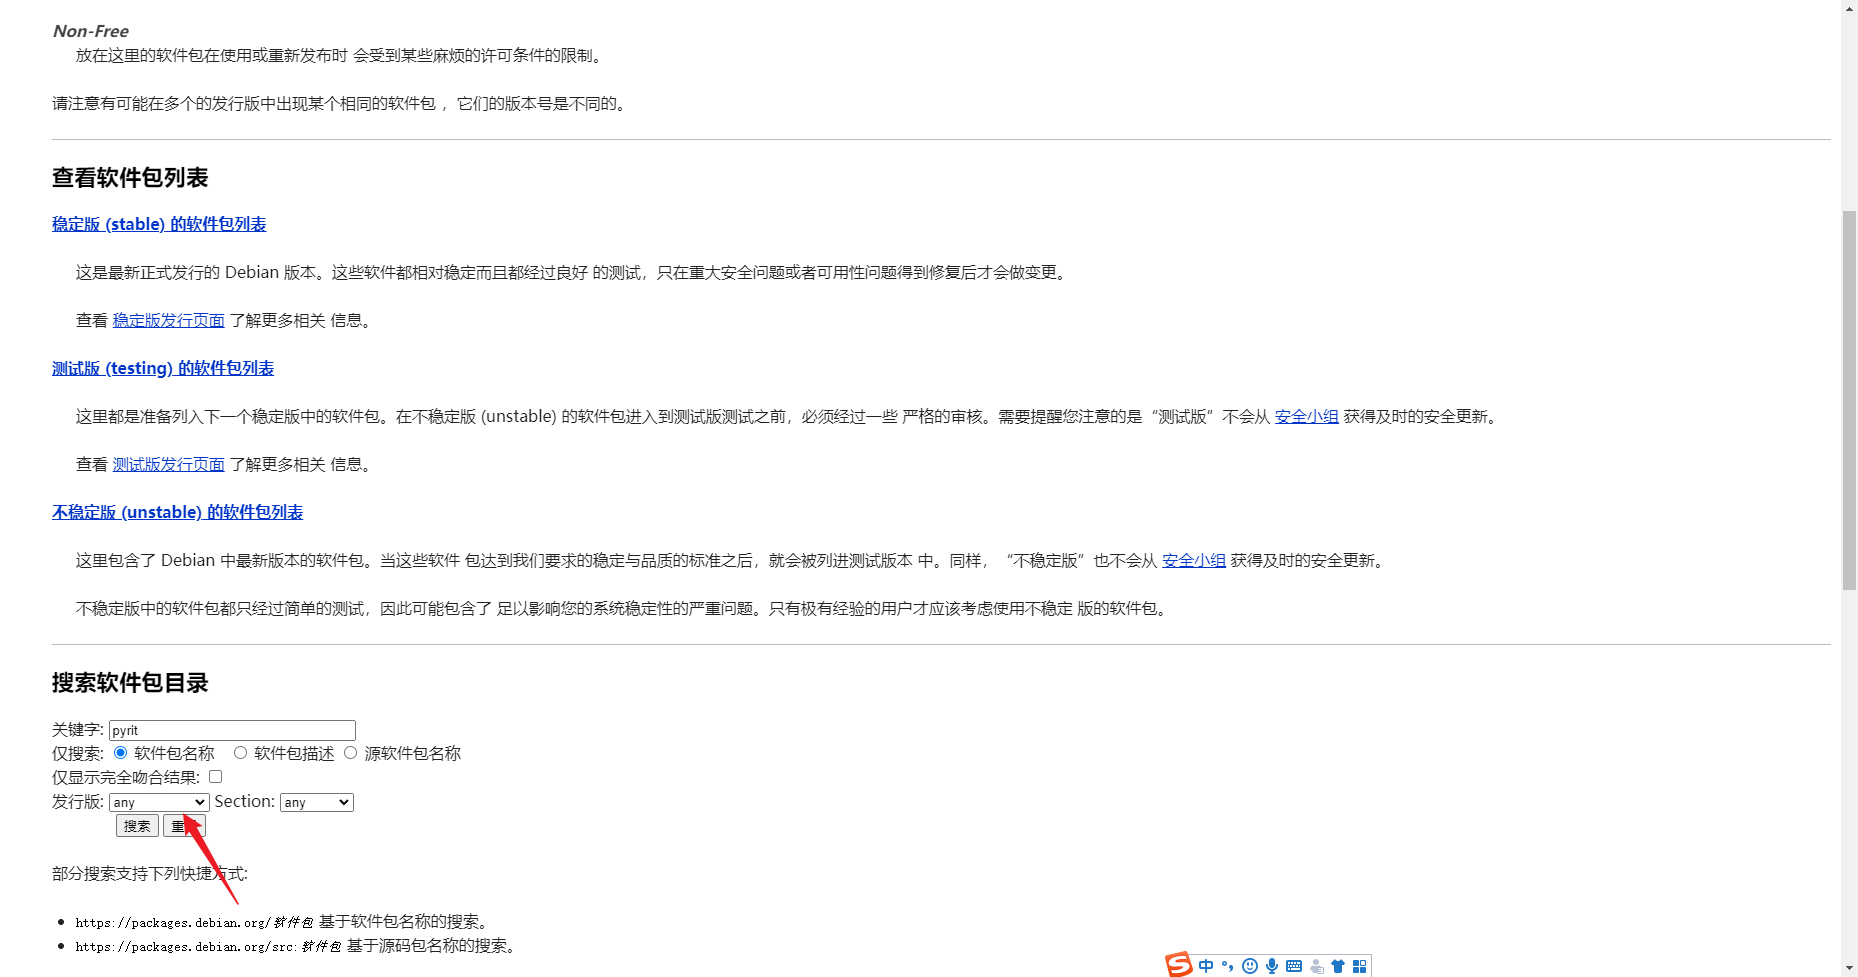 Non-Free
放在这里的软件包在使用或重新发布时 会受到某些麻烦的许可条件的限制。
请注意有可能在多个的发行版中出现某个相同的软件包 ，它们的版本号是不同的。
查看软件包列表
稳定版 (stable) 的软件包列表
这是最新正式发行的 Debian 版本。这些软件都相对稳定而且都经过良好 的测试，只在重大安全问题或者可用性问题得到修复后才会做变更。
查看 稳定版发行页面 了解更多相关 信息。
测试版 (testing) 的软件包列表
这里都是准备列入下一个稳定版中的软件包。在不稳定版 (unstable) 的软件包进入到测试版测试之前，必须经过一些 严格的审核。需要提醒您注意的是“测试版”不会从 安全小组 获得及时的安全更新。
查看 测试版发行页面 了解更多相关 信息。
不稳定版 (unstable) 的软件包列表
这里包含了 Debian 中最新版本的软件包。当这些软件 包达到我们要求的稳定与品质的标准之后，就会被列进测试版本 中。同样，“不稳定版”也不会从 安全小组 获得及时的安全更新。
不稳定版中的软件包都只经过简单的测试，因此可能包含了 足以影响您的系统稳定性的严重问题。只有极有经验的用户才应该考虑使用不稳定 版的软件包。
搜索软件包目录
关键字: pyrit
仅搜索: 软件包名称 软件包描述 源软件包名称
仅显示完全吻合结果:
发行版: any Section: any
搜索 重
部分搜索支持下列快捷方式:
https://packages.debian.org/软件包 基于软件包名称的搜索。
https://packages.debian.org/src:软件包 基于源码包名称的搜索。
S 中